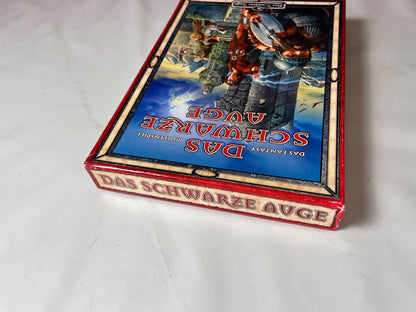 DAS
SCHWARZE
AUGE
DAS FANTASY-
ROLLENSPIEL
DAS SCHWARZE AUGE